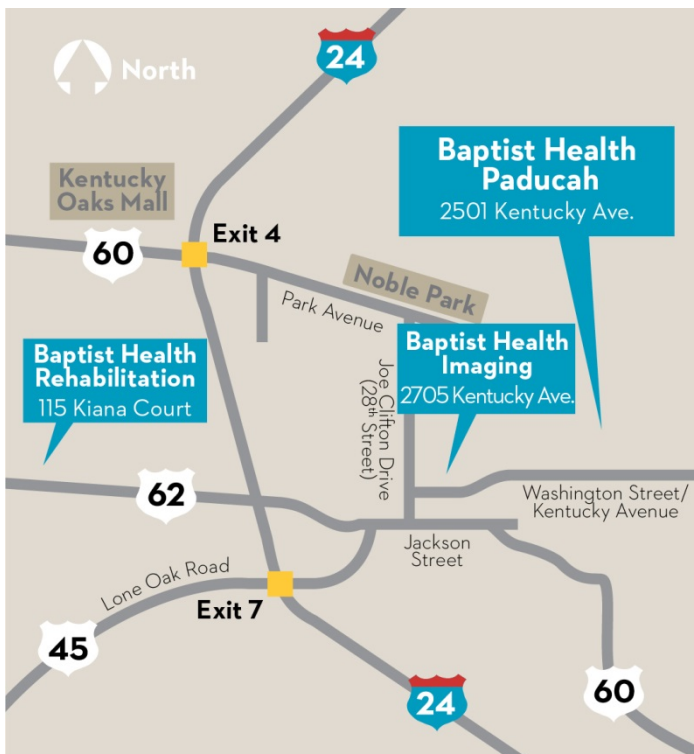 North
24
Kentucky
Oaks Mall
60
Exit 4
Baptist Health
Paducah
2501 Kentucky Ave.
Noble Park
Park Avenue
Baptist Health
Rehabilitation
115 Kiana Court
Joe Clifton Drive
(28th Street)
Baptist Health
Imaging
2705 Kentucky Ave.
62
Washington Street/
Kentucky Avenue
Jackson
Street
Lone Oak Road
Exit 7
45
24
60